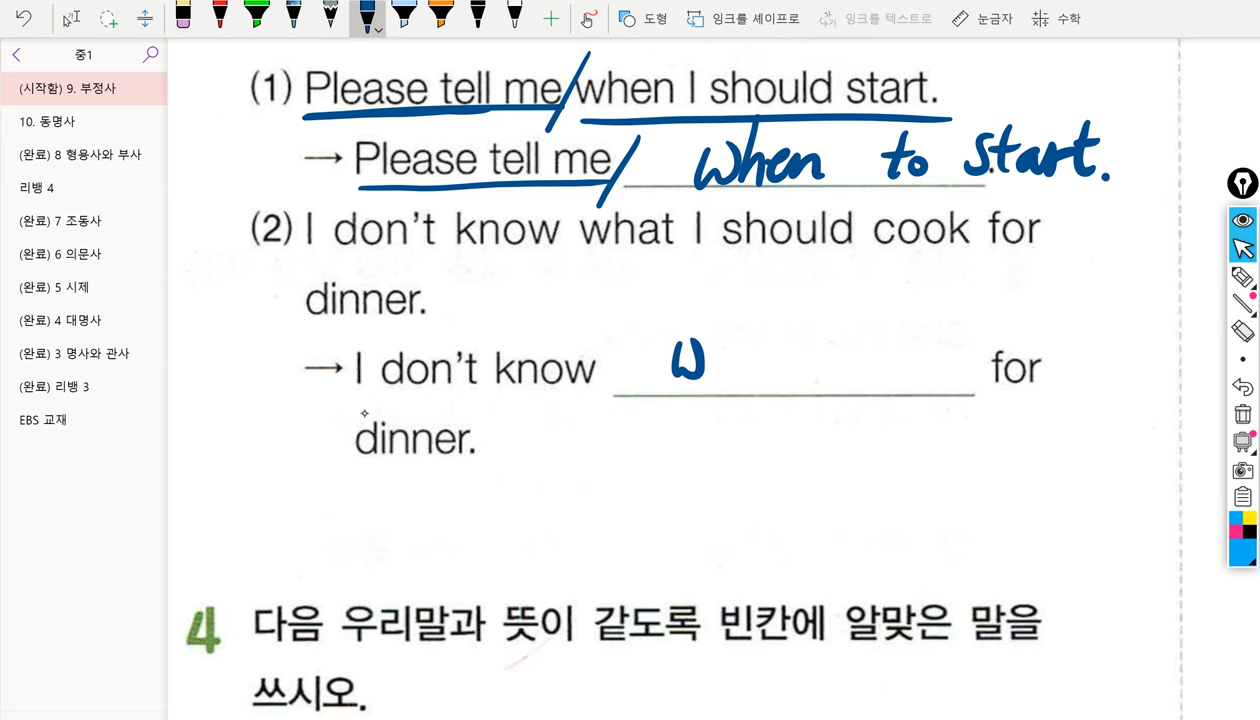 도형 잉크를 셰이프로 잉크를 텍스트로 눈금자 수학
중1
(시작함) 9. 부정사
10. 동명사
(완료) 8 형용사와 부사
리뱅 4
(완료) 7 조동사
(완료) 6 의문사
(완료) 5 시제
(완료) 4 대명사
(완료) 3 명사와 관사
(완료) 리뱅 3
EBS 교재
(1) Please tell me / when I should start.
→ Please tell me / when to start.
(2) I don't know what I should cook for
dinner.
→ I don't know w for
dinner.
4 다음 우리말과 뜻이 같도록 빈칸에 알맞은 말을
쓰시오.